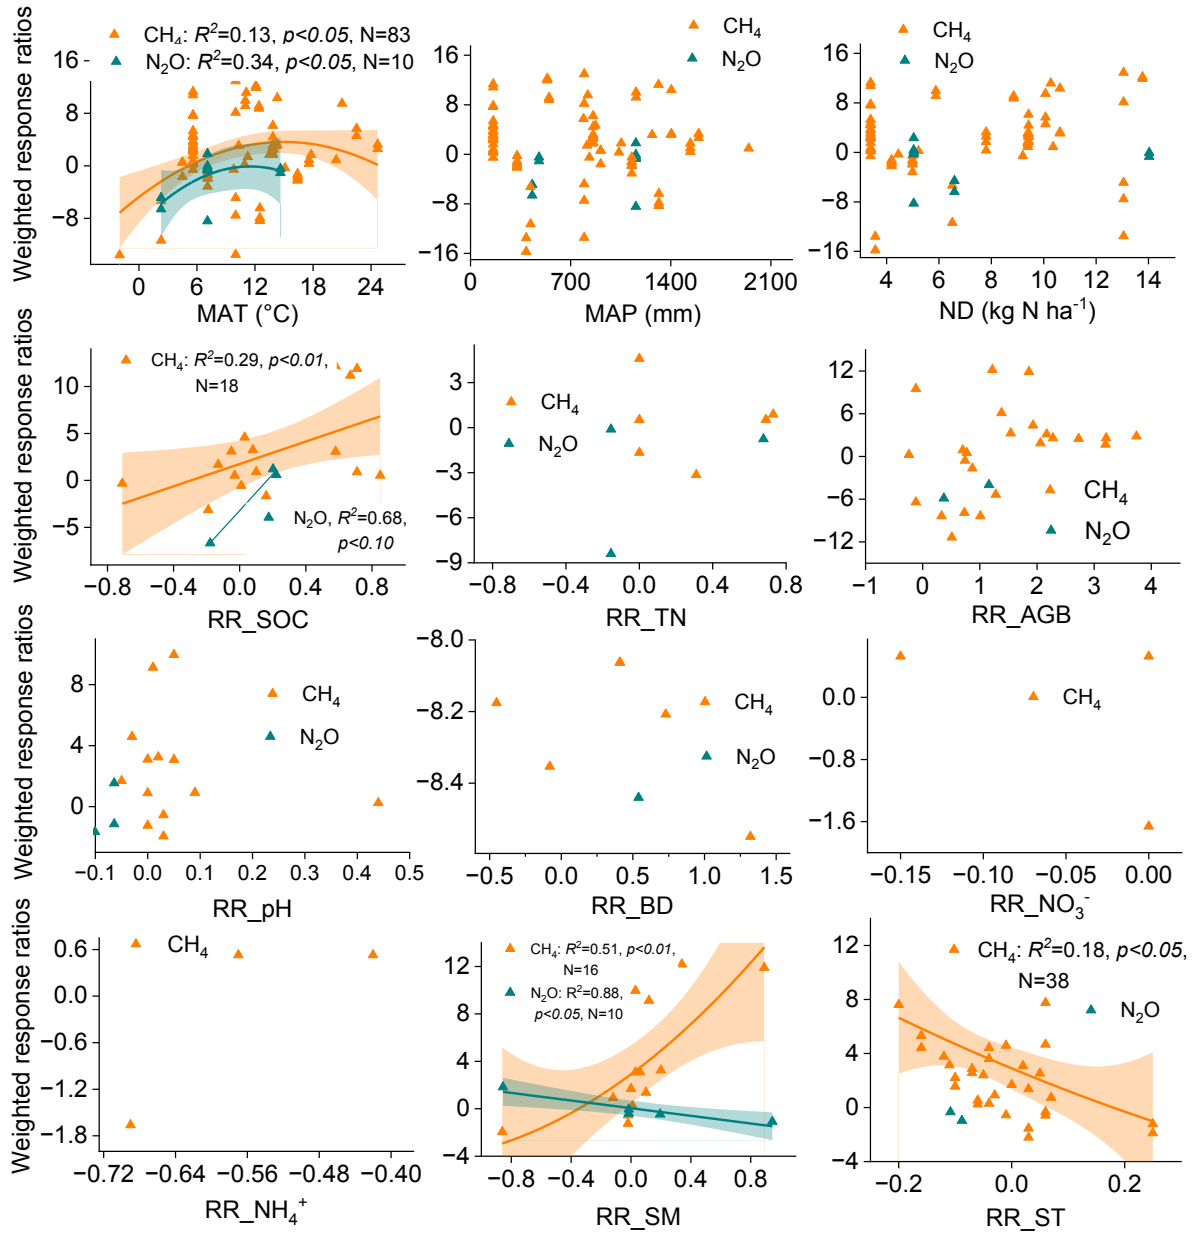 CH₄: R²=0.13, p<0.05, N=83
N₂O: R²=0.34, p<0.05, N=10
Weighted response ratios
16
8
0
−8
0 6 12 18 24
MAT (°C)
CH₄
N₂O
16
8
0
−8
−16
0 700 1400 2100
MAP (mm)
CH₄
N₂O
16
8
0
−8
−16
4 6 8 10 12 14
ND (kg N ha⁻¹)
Weighted response ratios
CH₄: R²=0.29, p<0.01,
N=18
N₂O, R²=0.68,
p<0.10
10
5
0
−5
−0.8 −0.4 0.0 0.4 0.8
RR_SOC
CH₄
N₂O
3
0
−3
−6
−9
−0.8 −0.4 0.0 0.4 0.8
RR_TN
CH₄
N₂O
12
6
0
−6
−12
−1 0 1 2 3 4
RR_AGB
Weighted response ratios
CH₄
N₂O
8
4
0
−0.1 0.0 0.1 0.2 0.3 0.4 0.5
RR_pH
CH₄
N₂O
−8.0
−8.2
−8.4
−0.5 0.0 0.5 1.0 1.5
RR_BD
CH₄
0.0
−0.8
−1.6
−0.15 −0.10 −0.05 0.00
RR_NO₃⁻
Weighted response ratios
CH₄
0.6
0.0
−0.6
−1.2
−1.8
−0.72 −0.64 −0.56 −0.48 −0.40
RR_NH₄⁺
CH₄: R²=0.51, p<0.01,
N=16
N₂O: R²=0.88,
p<0.05, N=10
12
8
4
0
−4
−0.8 −0.4 0.0 0.4 0.8
RR_SM
CH₄: R²=0.18, p<0.05,
N=38
N₂O
12
8
4
0
−4
−0.2 0.0 0.2
RR_ST